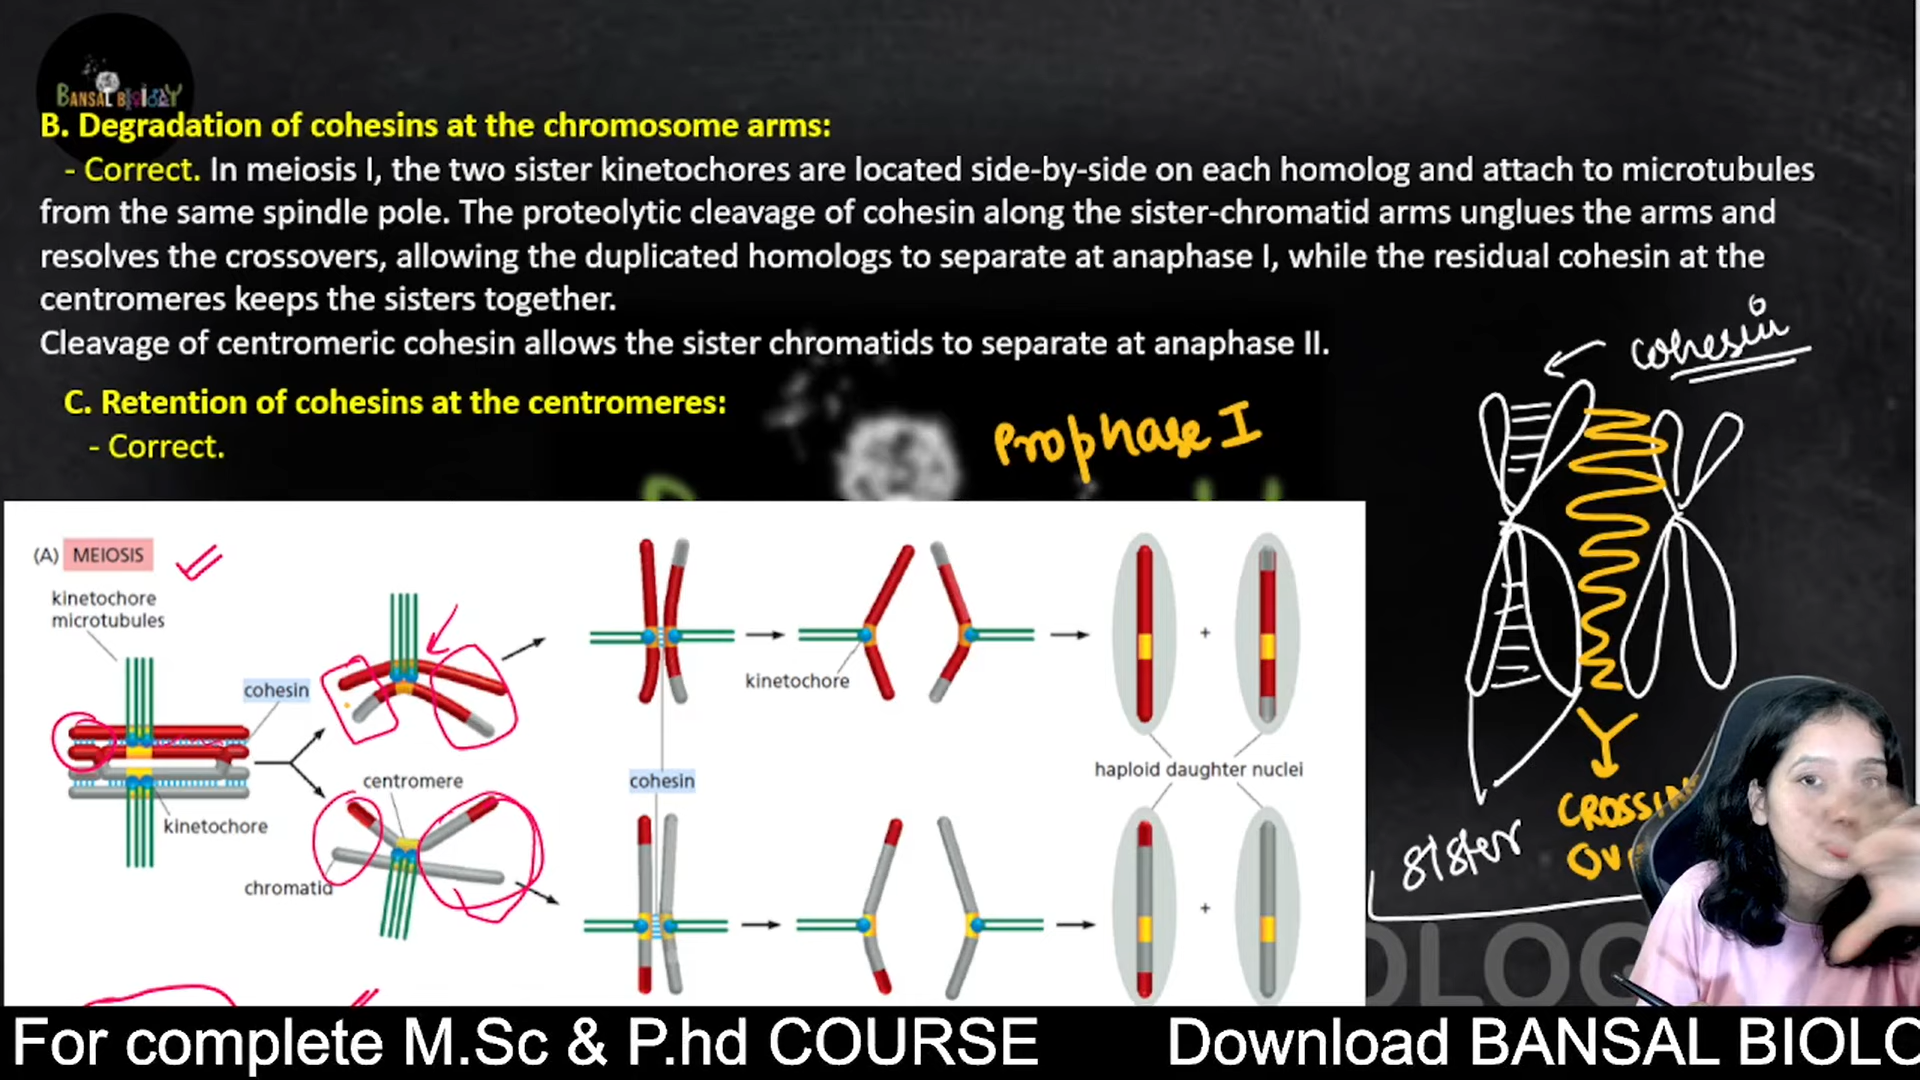 BANSAL BIOLOGY
B. Degradation of cohesins at the chromosome arms:
- Correct. In meiosis I, the two sister kinetochores are located side-by-side on each homolog and attach to microtubules
from the same spindle pole. The proteolytic cleavage of cohesin along the sister-chromatid arms unglues the arms and
resolves the crossovers, allowing the duplicated homologs to separate at anaphase I, while the residual cohesin at the
centromeres keeps the sisters together.
Cleavage of centromeric cohesin allows the sister chromatids to separate at anaphase II.
cohesin
C. Retention of cohesins at the centromeres:
- Correct.
Prophase I
(A) MEIOSIS
kinetochore
microtubules
cohesin
kinetochore
centromere
chromatid
cohesin
kinetochore
+
haploid daughter nuclei
+
sister
CROSSIN
OV
OLOG
For complete M.Sc & P.hd COURSE
Download BANSAL BIOLO